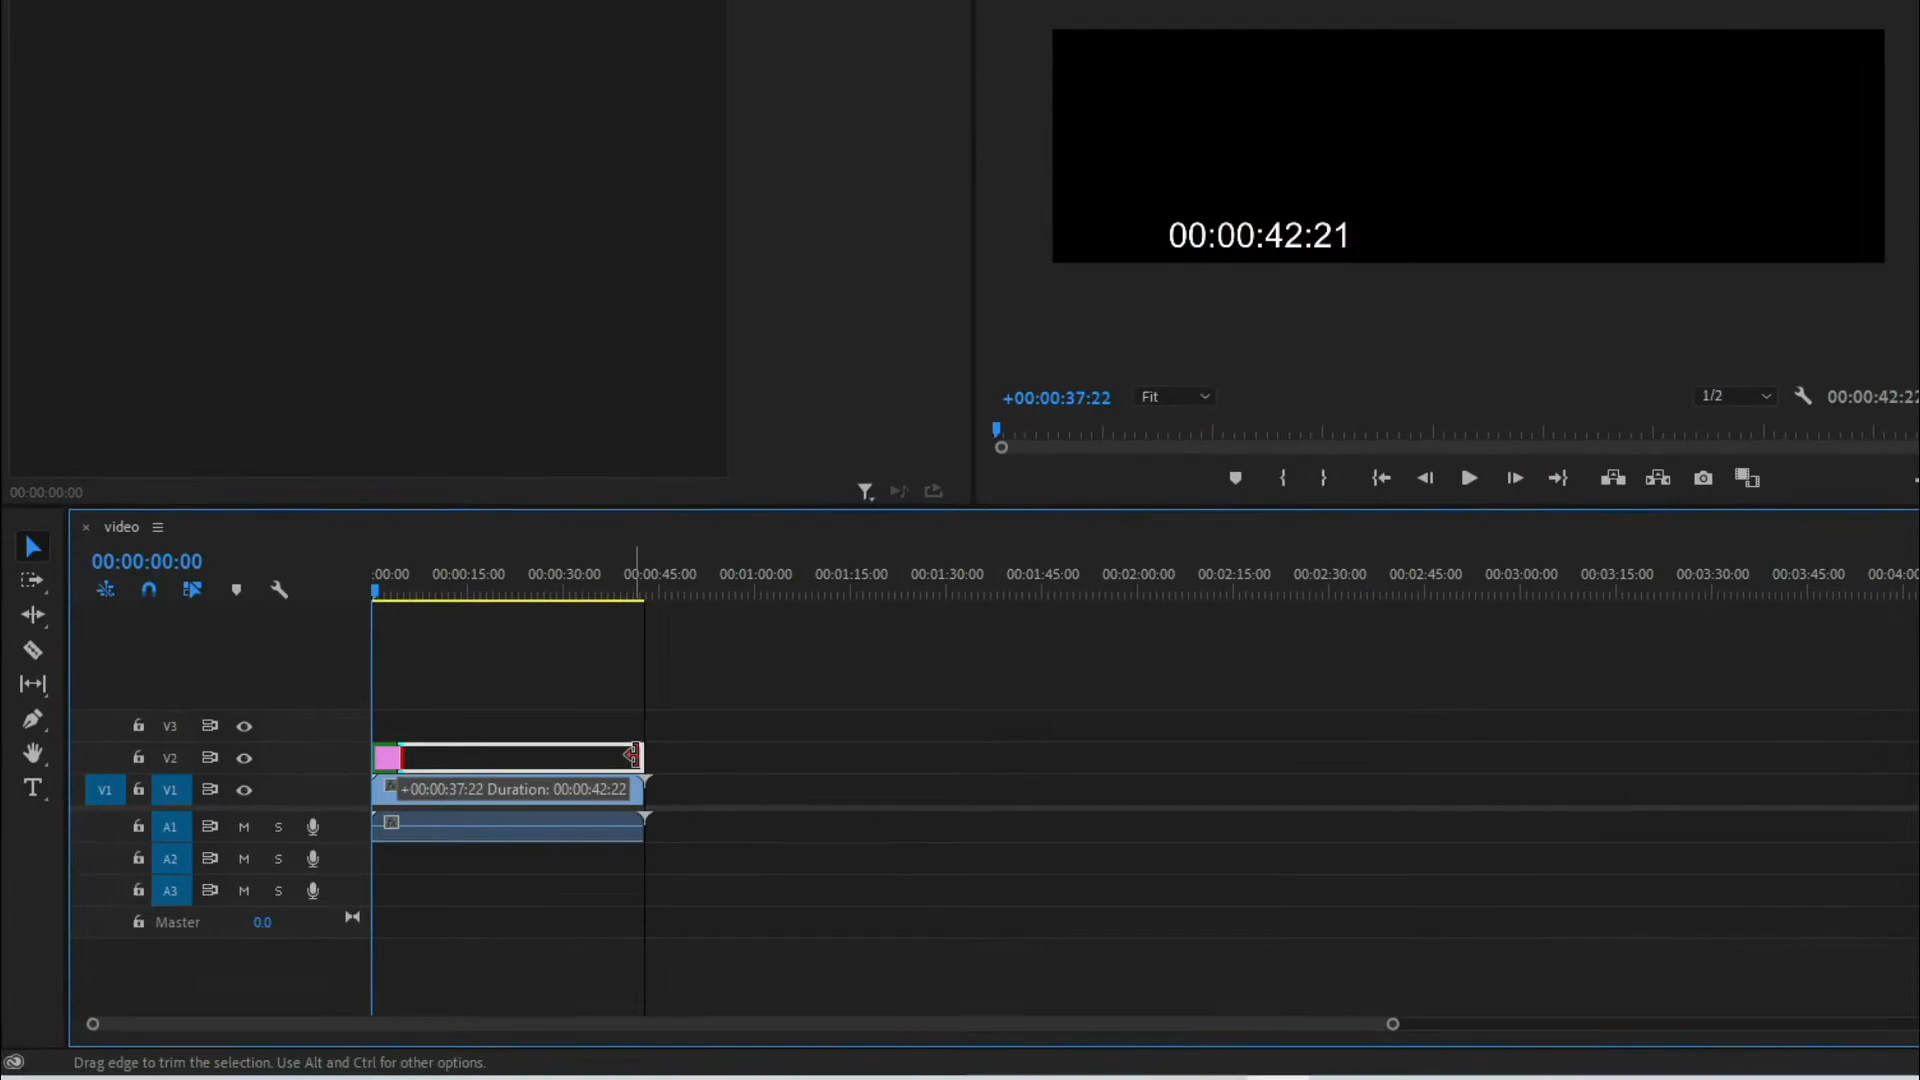 00:00:42:21
+00:00:37:22
Fit
1/2
00:00:42:22
00:00:00:00
× video
00:00:00:00
:00:00 00:00:15:00 00:00:30:00 00:00:45:00 00:01:00:00 00:01:15:00 00:01:30:00 00:01:45:00 00:02:00:00 00:02:15:00 00:02:30:00 00:02:45:00 00:03:00:00 00:03:15:00 00:03:30:00 00:03:45:00 00:04:00
V3
V2
V1 V1
fx +00:00:37:22 Duration: 00:00:42:22
A1 M S
fx
A2 M S
A3 M S
Master 0.0
T
Drag edge to trim the selection. Use Alt and Ctrl for other options.